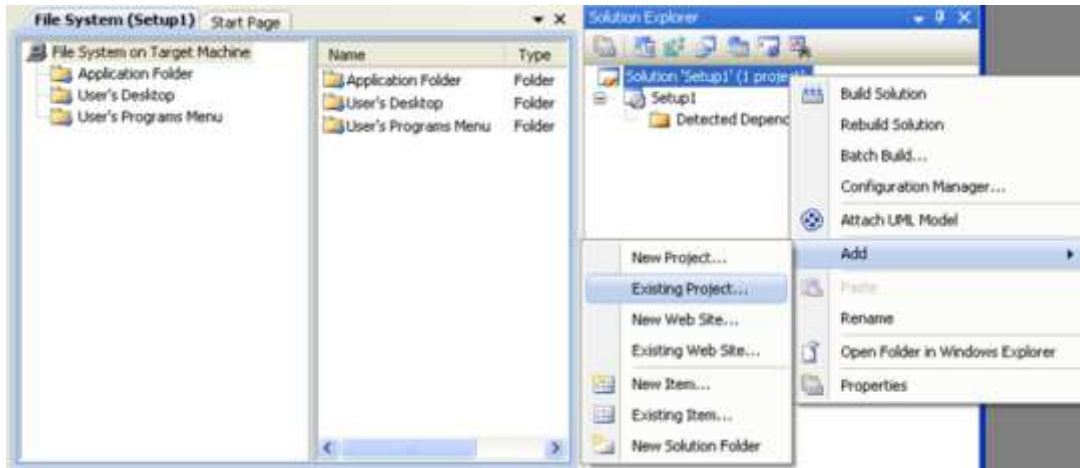 File System (Setup1)
Start Page
File System on Target Machine
Application Folder
User's Desktop
User's Programs Menu
Name
Type
Application Folder
Folder
User's Desktop
Folder
User's Programs Menu
Folder
Solution Explorer
Solution 'Setup1' (1 project)
Setup1
Detected Depenc
Build Solution
Rebuild Solution
Batch Build...
Configuration Manager...
Attach UML Model
Add
Paste
Rename
Open Folder in Windows Explorer
Properties
New Project...
Existing Project...
New Web Site...
Existing Web Site...
New Item...
Existing Item...
New Solution Folder